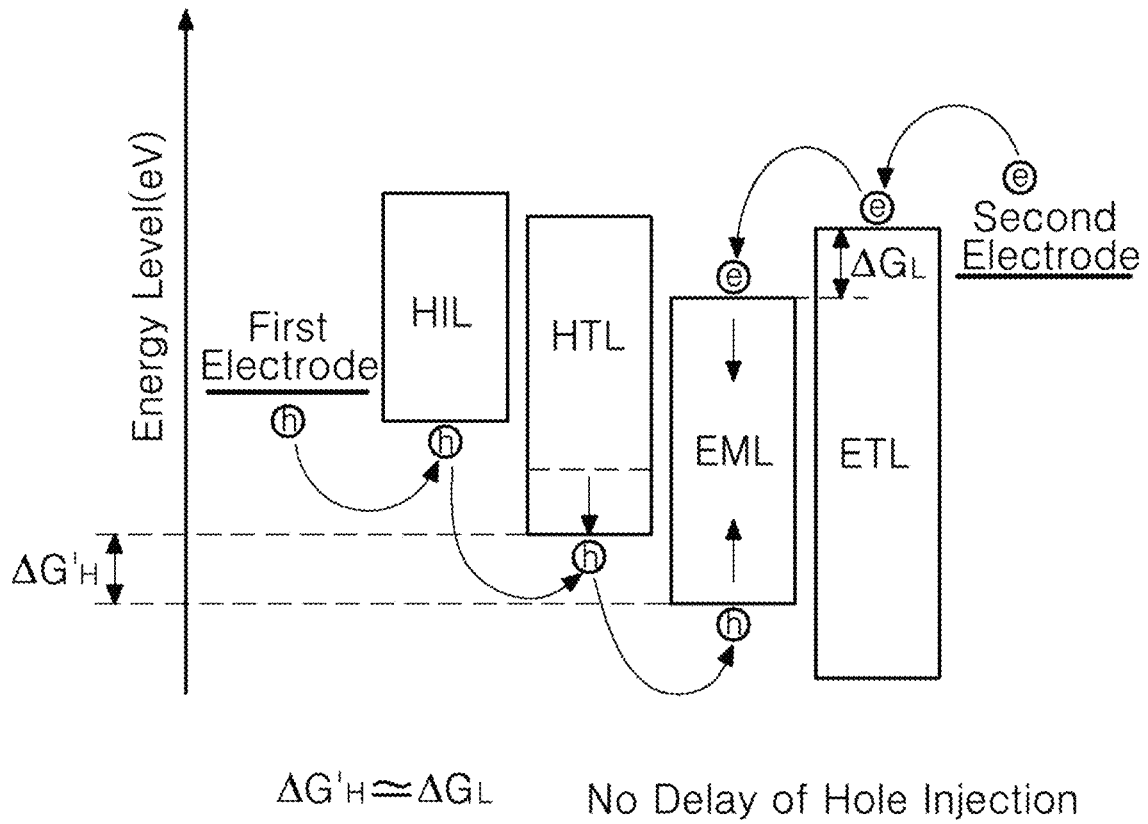 Energy Level(eV)
First
Electrode
h
HIL
h
HTL
h
e
EML
h
e
ETL
ΔGL
e
Second
Electrode
ΔG'H
ΔG'H≃ΔGL
No Delay of Hole Injection